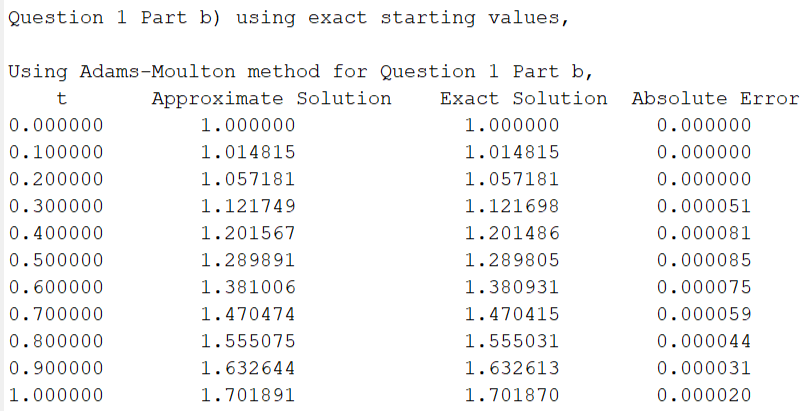 Question 1 Part b) using exact starting values,
Using Adams-Moulton method for Question 1 Part b,
t Approximate Solution Exact Solution Absolute Error
0.000000 1.000000 1.000000 0.000000
0.100000 1.014815 1.014815 0.000000
0.200000 1.057181 1.057181 0.000000
0.300000 1.121749 1.121698 0.000051
0.400000 1.201567 1.201486 0.000081
0.500000 1.289891 1.289805 0.000085
0.600000 1.381006 1.380931 0.000075
0.700000 1.470474 1.470415 0.000059
0.800000 1.555075 1.555031 0.000044
0.900000 1.632644 1.632613 0.000031
1.000000 1.701891 1.701870 0.000020